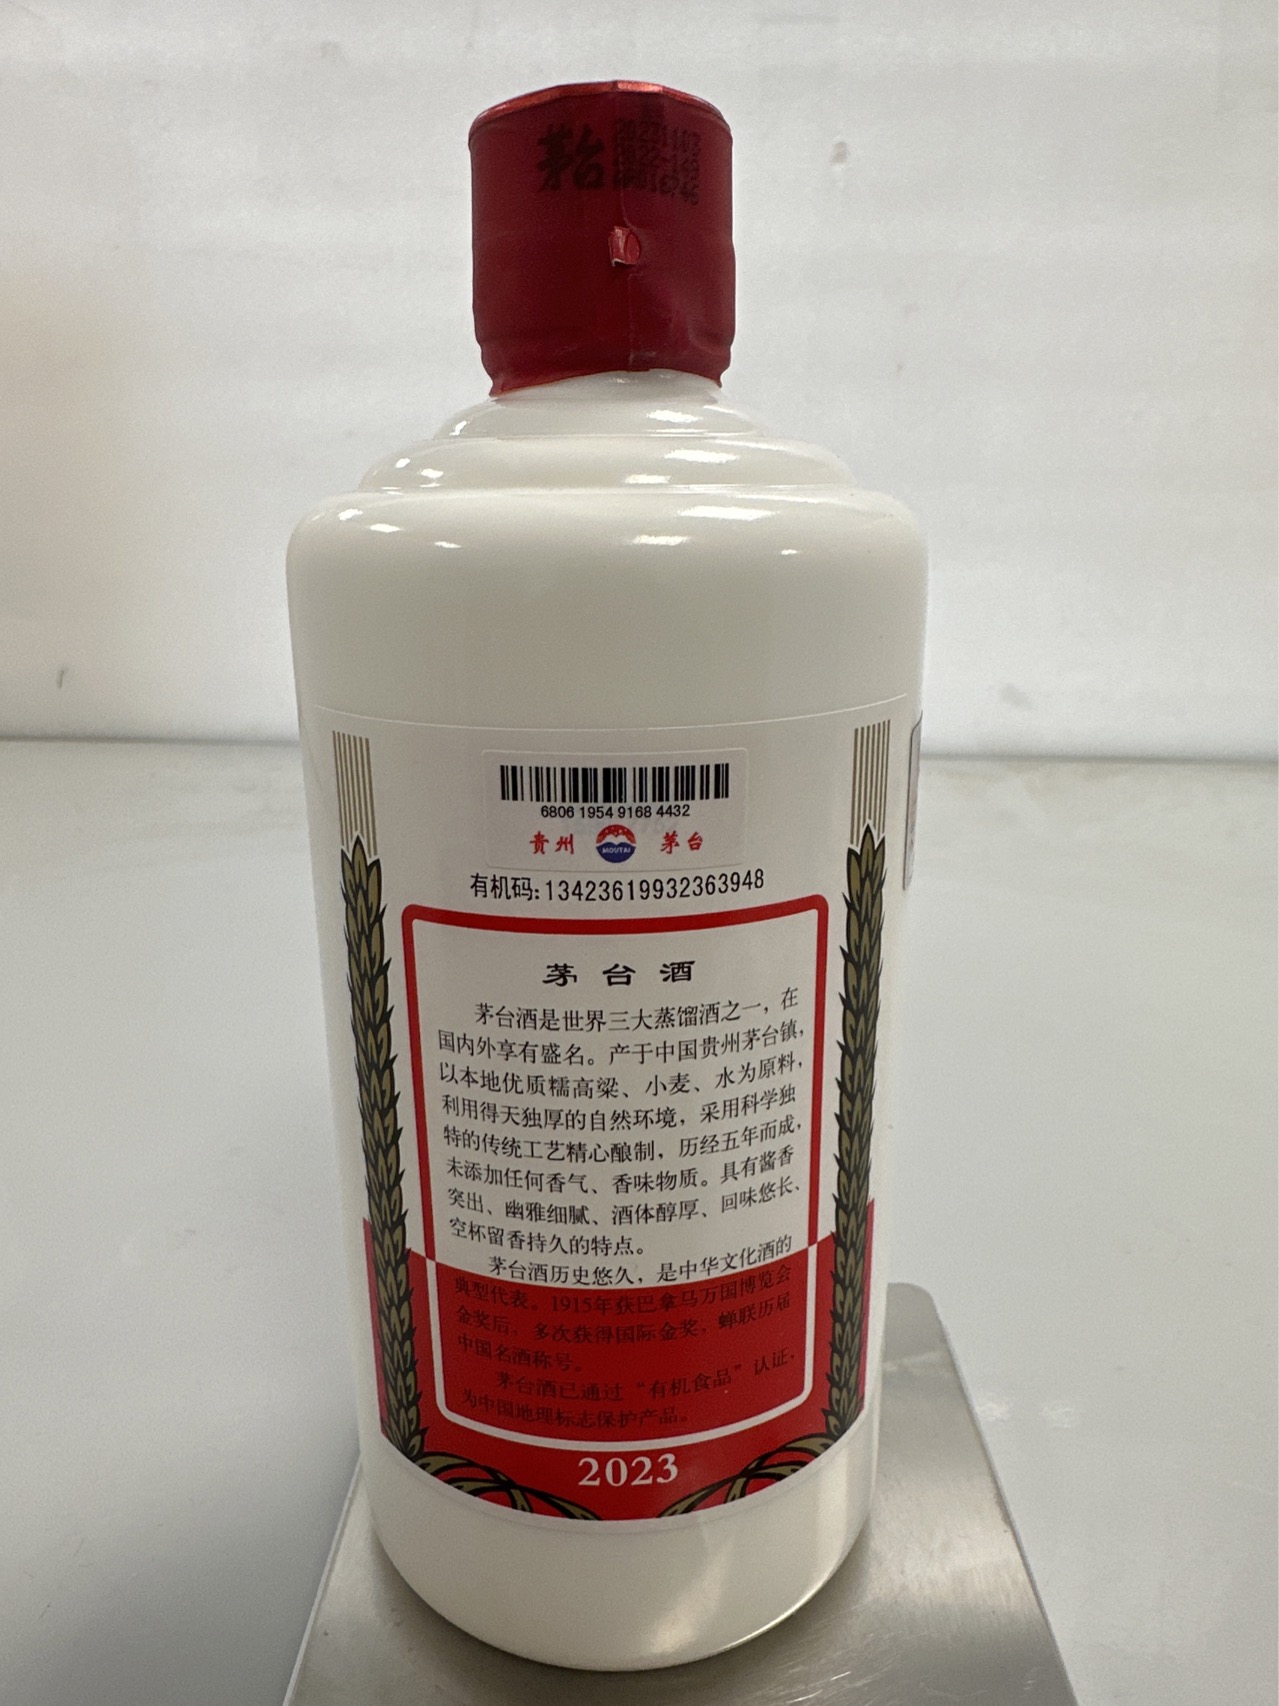 茅台
20231107
6806 1954 9168 4432
贵州 MOUTAI 茅台
有机码:13423619932363948
茅台酒
茅台酒是世界三大蒸馏酒之一，在
国内外享有盛名。产于中国贵州茅台镇，
以本地优质糯高粱、小麦、水为原料，
利用得天独厚的自然环境，采用科学独
特的传统工艺精心酿制，历经五年而成，
未添加任何香气、香味物质。具有酱香
突出、幽雅细腻、酒体醇厚、回味悠长、
空杯留香持久的特点。
茅台酒历史悠久，是中华文化酒的
典型代表。1915年获巴拿马万国博览会
金奖后，多次获得国际金奖，蝉联历届
中国名酒称号。
茅台酒已通过“有机食品”认证，
为中国地理标志保护产品。
2023